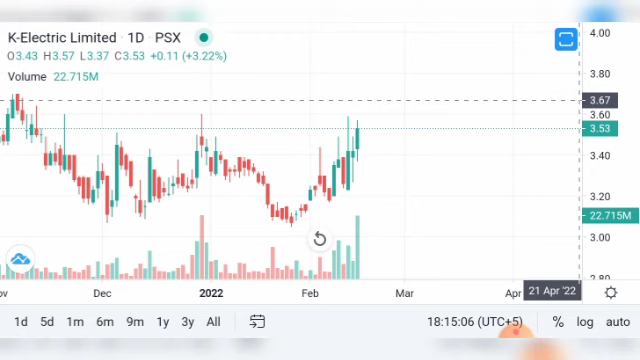 K-Electric Limited · 1D · PSX
O3.43 H3.57 L3.37 C3.53 +0.11 (+3.22%)
Volume 22.715M
4.00
3.80
3.67
3.60
3.53
3.40
3.20
22.715M
3.00
2.80
Dec 2022 Feb Mar Apr 21 Apr '22
1d 5d 1m 6m 9m 1y 3y All 18:15:06 (UTC+5) % log auto